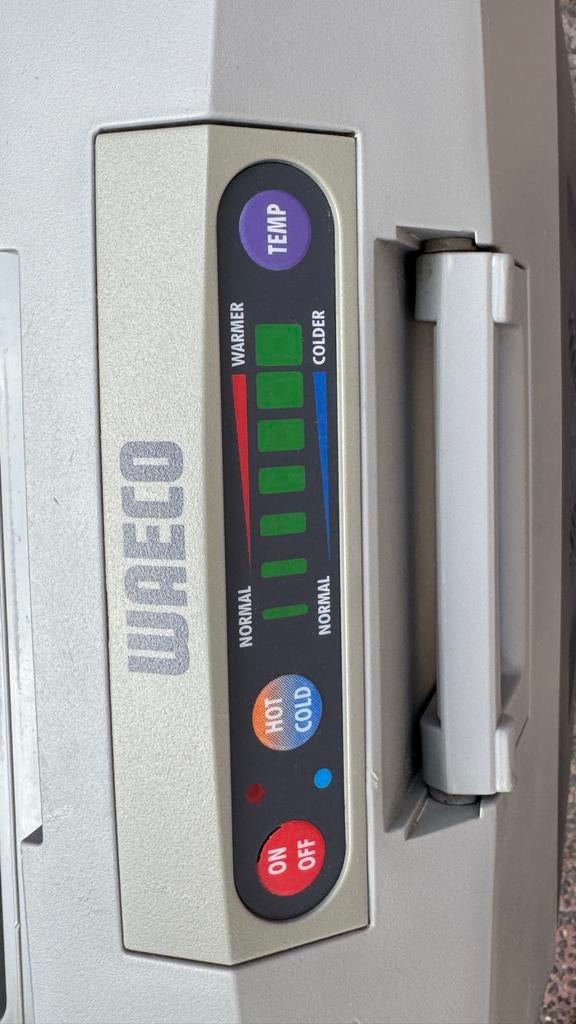 WAECO
ON
OFF
HOT
COLD
NORMAL
WARMER
NORMAL
COLDER
TEMP